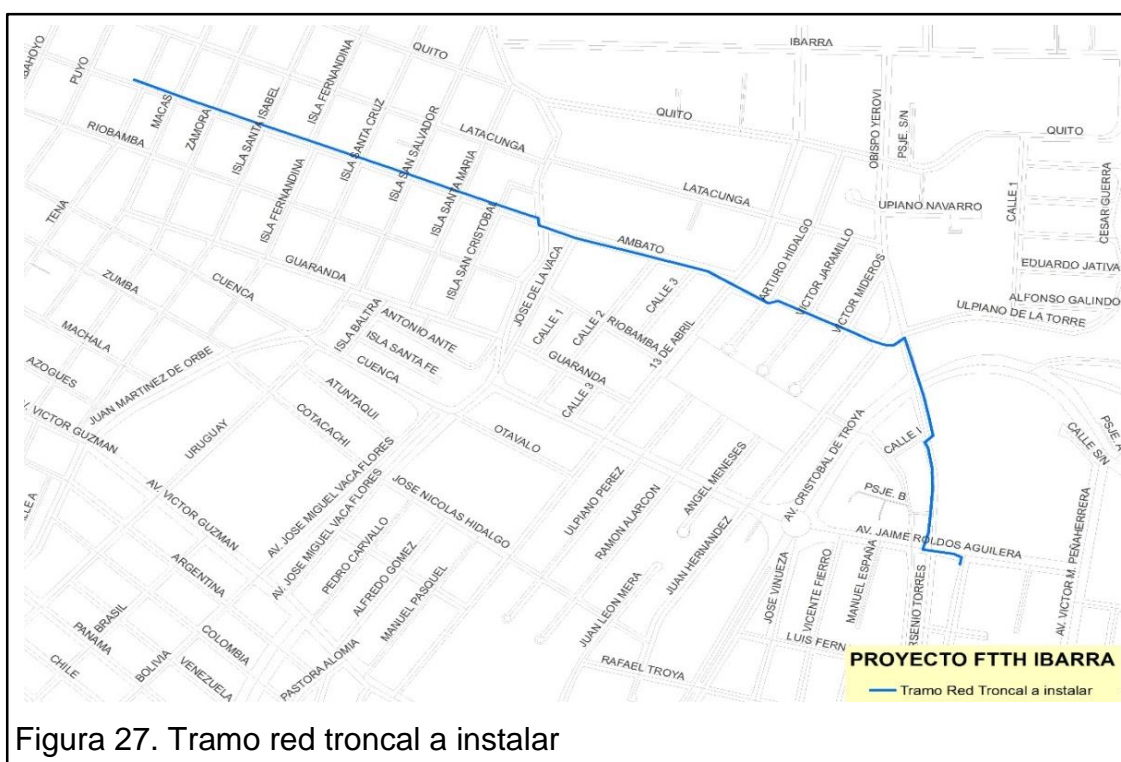 BAHOYO
PUYO
QUITO
ISLA FERNANDINA
IBARRA
MACAS
ZAMORA
ISLA SANTA ISABEL
ISLA SANTA CRUZ
ISLA SAN SALVADOR
RIOBAMBA
LATACUNGA
QUITO
OBISPO YEROVI
PSJE. S/N
QUITO
ISLA SANTA MARIA
ISLA FERNANDINA
ISLA SAN CRISTOBAL
TENA
LATACUNGA
UPIANO NAVARRO
CALLE 1
CESAR GUERRA
AMBATO
ARTURO HIDALGO
VICTOR JARAMILLO
VICTOR MIDEROS
GUARANDA
CUENCA
ZUMBA
JOSE DE LA VACA
CALLE 3
EDUARDO JATIVA
ALFONSO GALINDO
ULPIANO DE LA TORRE
MACHALA
ISLA BALTRA
ANTONIO ANTE
ISLA SANTA FE
CUENCA
CALLE 1
CALLE 2
RIOBAMBA
13 DE ABRIL
GUARANDA
CALLE 3
AZOGUES
JUAN MARTINEZ DE ORBE
ATUNTAQUI
COTACACHI
URUGUAY
OTAVALO
V. VICTOR GUZMAN
AV. VICTOR GUZMAN
AV. JOSE MIGUEL VACA FLORES
AV. JOSE MIGUEL VACA FLORES
JOSE NICOLAS HIDALGO
ULPIANO PEREZ
RAMON ALARCON
ANGEL MENESES
AV. CRISTOBAL DE TROYA
CALLE I
PSJE. A
CALLE S/N
PSJE. B
AV. JAIME ROLDOS AGUILERA
AV. VICTOR M. PEÑAHERRERA
LLE A
ARGENTINA
PEDRO CARVALLO
ALFREDO GOMEZ
MANUEL PASQUEL
JUAN LEON MERA
JUAN HERNANDEZ
JOSE VINUEZA
VICENTE FIERRO
MANUEL ESPAÑA
RSENIO TORRES
BRASIL
PANAMA
CHILE
BOLIVIA
VENEZUELA
COLOMBIA
PASTORA ALOMIA
RAFAEL TROYA
LUIS FERN
PROYECTO FTTH IBARRA
Tramo Red Troncal a instalar
Figura 27. Tramo red troncal a instalar